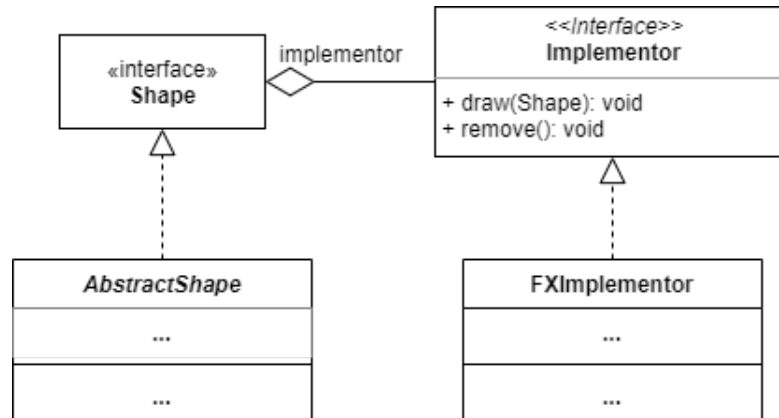 «interface»
Shape
implementor
<<Interface>>
Implementor
+ draw(Shape): void
+ remove(): void
AbstractShape
...
...
FXImplementor
...
...